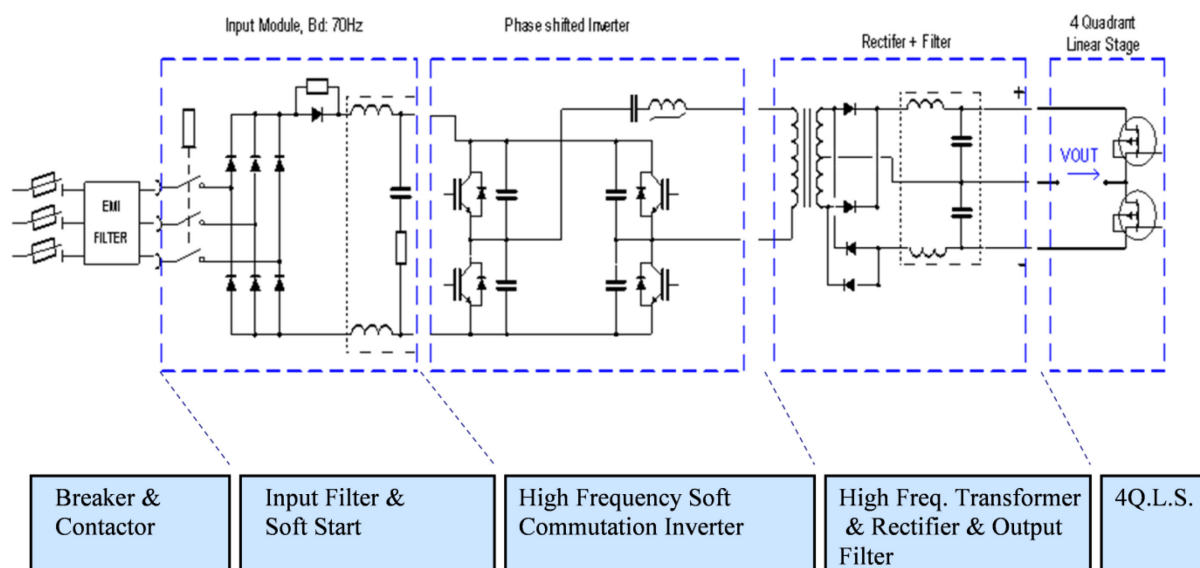 Input Module, Bd: 70Hz
Phase shifted Inverter
Rectifer + Filter
4 Quadrant
Linear Stage
EMI
FILTER
+
VOUT
-
Breaker &
Contactor
Input Filter &
Soft Start
High Frequency Soft
Commutation Inverter
High Freq. Transformer
& Rectifier & Output
Filter
4Q.L.S.